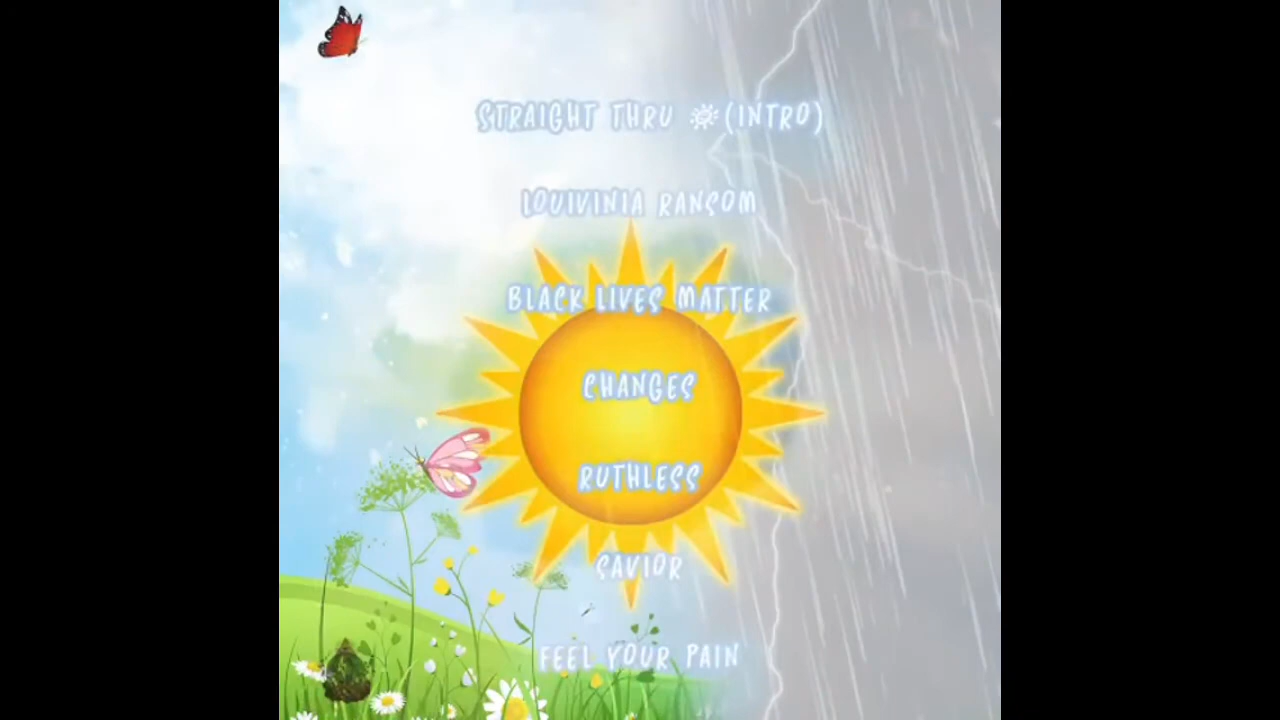 STRAIGHT THRU ☀(INTRO)
LOUIVINIA RANSOM
BLACK LIVES MATTER
CHANGES
RUTHLESS
SAVIOR
FEEL YOUR PAIN